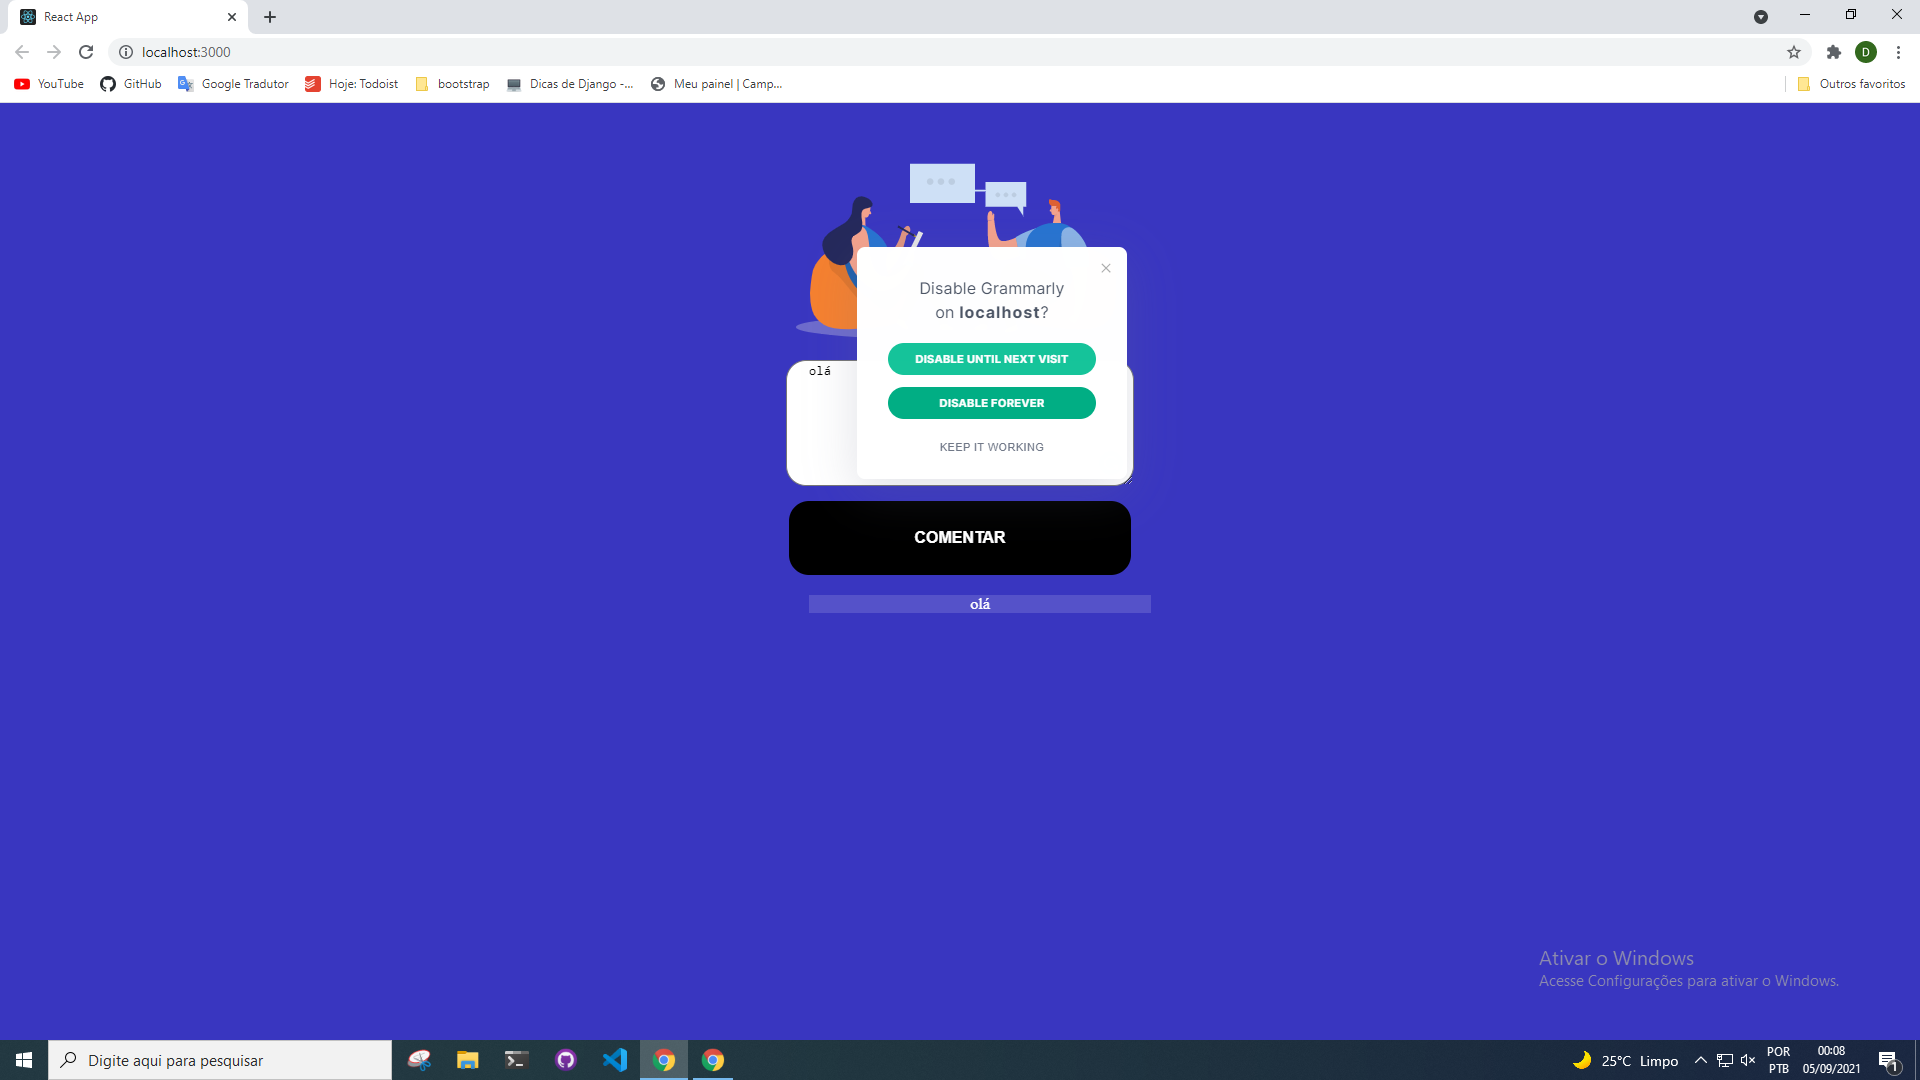 React App
localhost:3000
D
YouTube
GitHub
Google Tradutor
Hoje: Todoist
bootstrap
Dicas de Django -...
Meu painel | Camp...
Outros favoritos
Disable Grammarly
on localhost?
DISABLE UNTIL NEXT VISIT
DISABLE FOREVER
KEEP IT WORKING
olá
COMENTAR
olá
Ativar o Windows
Acesse Configurações para ativar o Windows.
Digite aqui para pesquisar
25°C Limpo
POR
PTB
00:08
05/09/2021
1